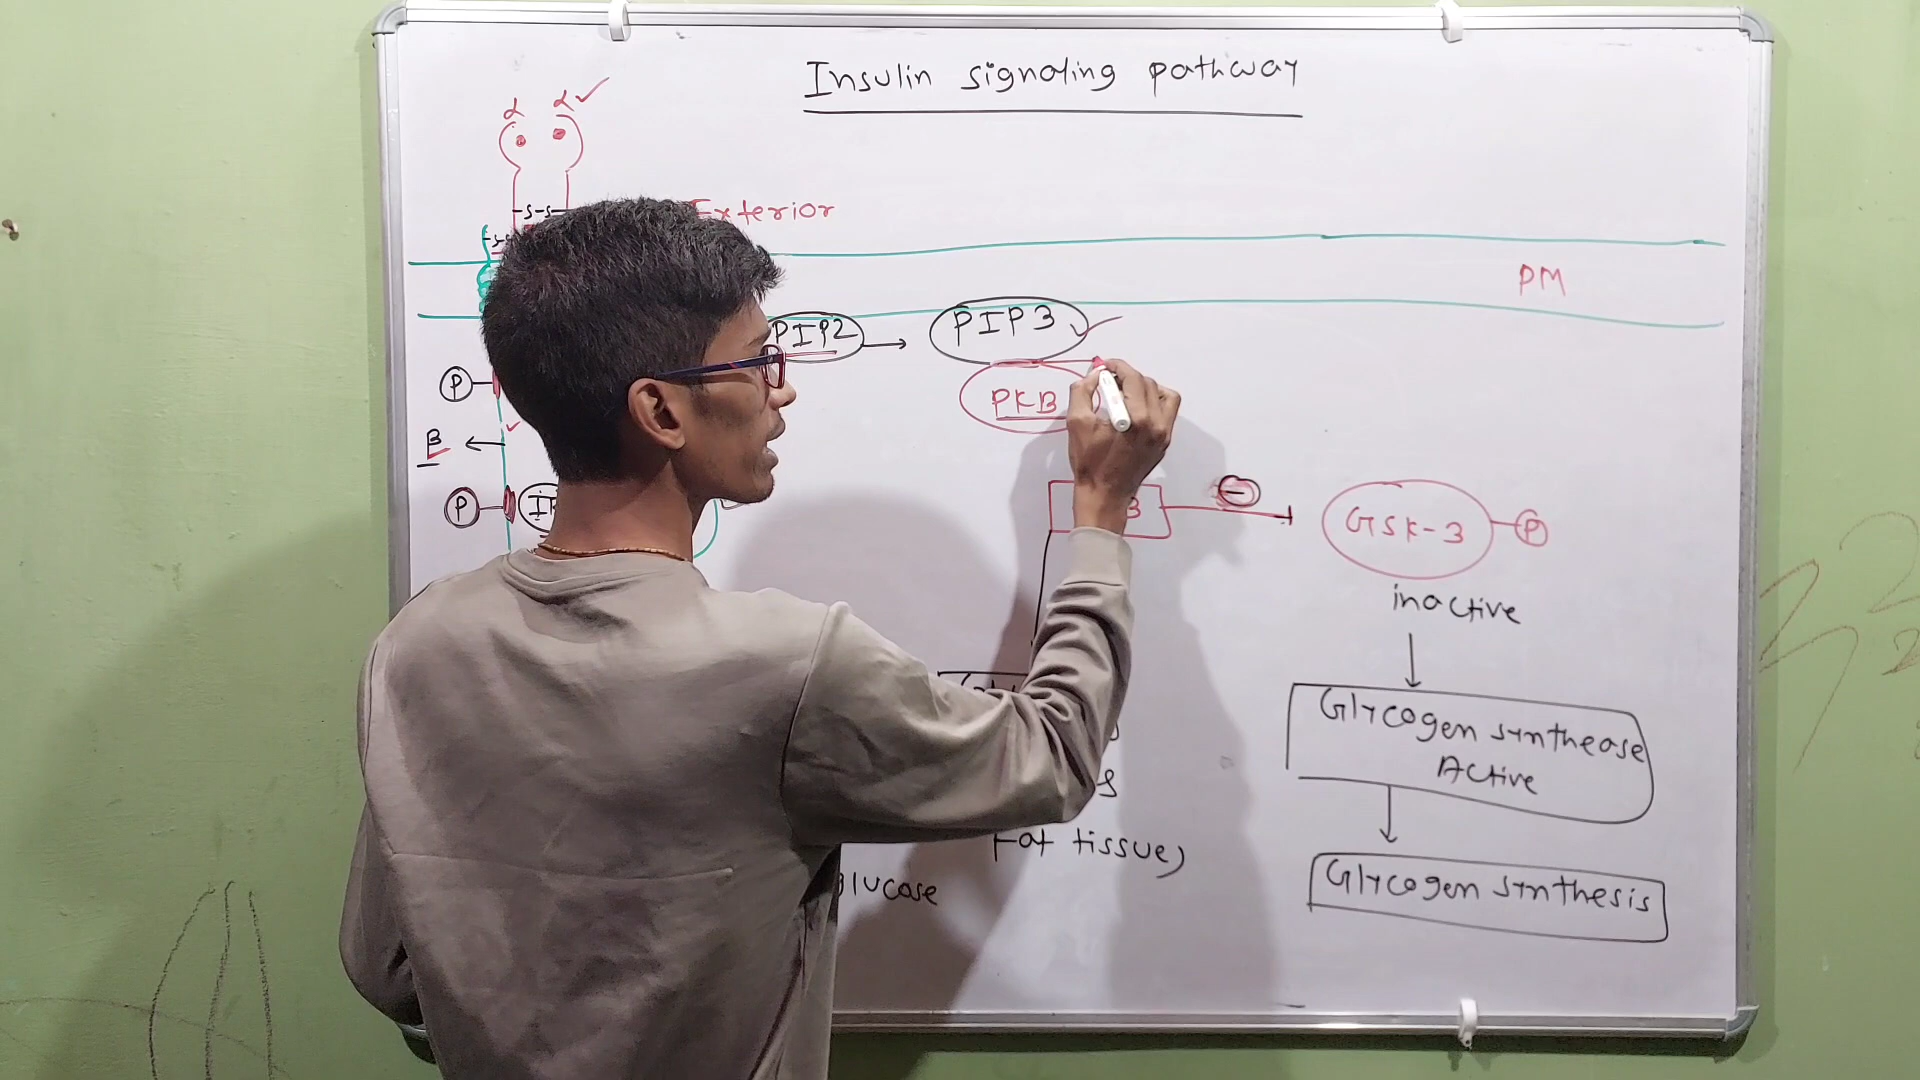 Insulin signaling pathway
α α
-S-S-
Exterior
PM
PIP2 → PIP3
P
PKB
β
P
-
GSK-3 P
inactive
Glycogen synthease
Active
Fat tissue)
Glucose
Glycogen synthesis